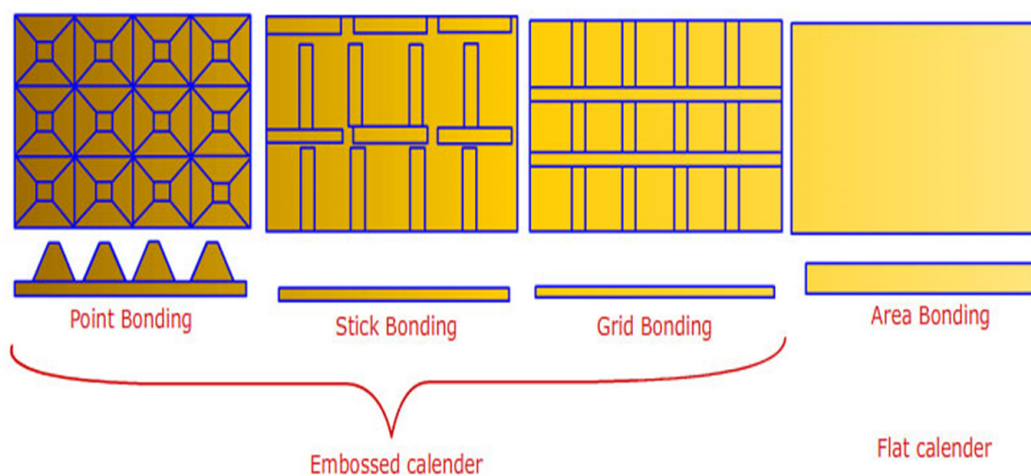 Point Bonding
Stick Bonding
Grid Bonding
Area Bonding
Embossed calender
Flat calender